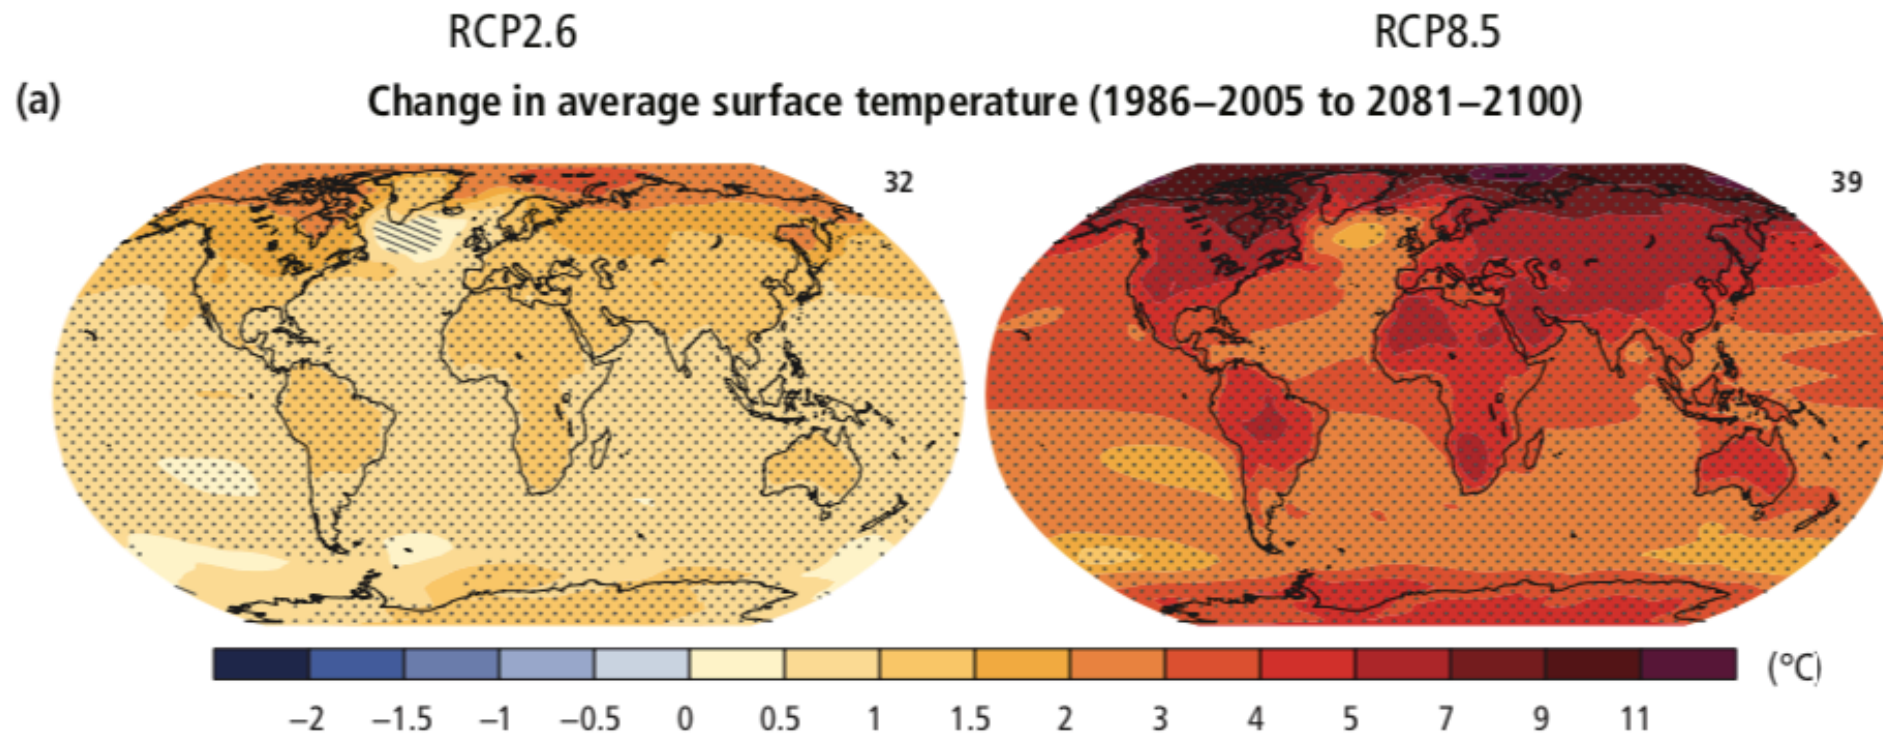 RCP2.6 RCP8.5
(a) Change in average surface temperature (1986–2005 to 2081–2100)
32 39
(°C)
−2 −1.5 −1 −0.5 0 0.5 1 1.5 2 3 4 5 7 9 11